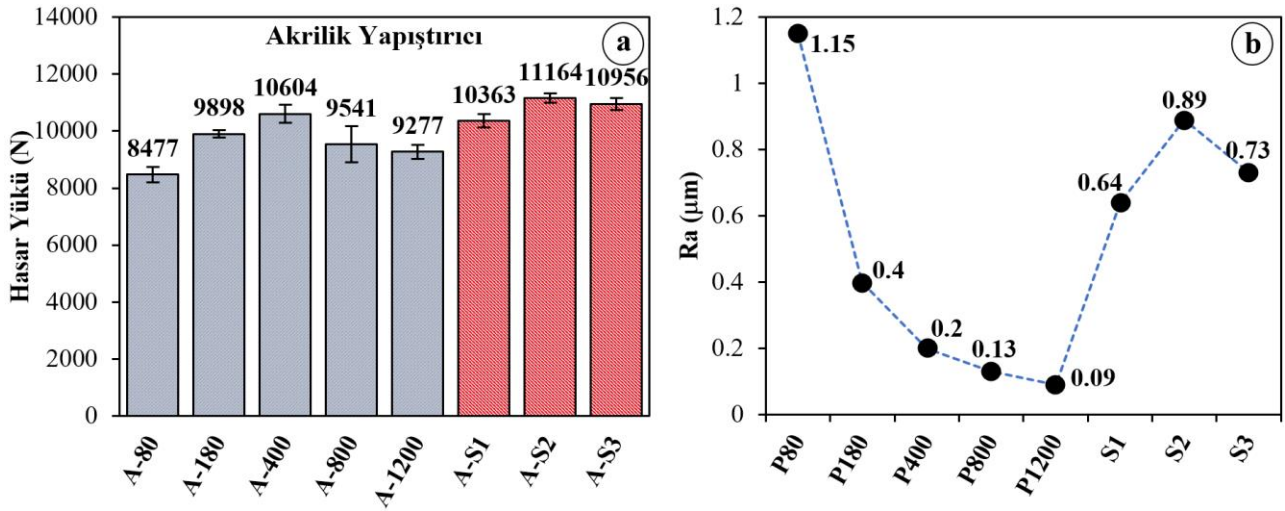 Akrilik Yapıştırıcı
a
Hasar Yükü (N)
14000
12000
10000
8000
6000
4000
2000
0
8477
9898
10604
9541
9277
10363
11164
10956
A-80
A-180
A-400
A-800
A-1200
A-S1
A-S2
A-S3
b
Ra (µm)
1.2
1
0.8
0.6
0.4
0.2
0
1.15
0.4
0.2
0.13
0.09
0.64
0.89
0.73
P80
P180
P400
P800
P1200
S1
S2
S3